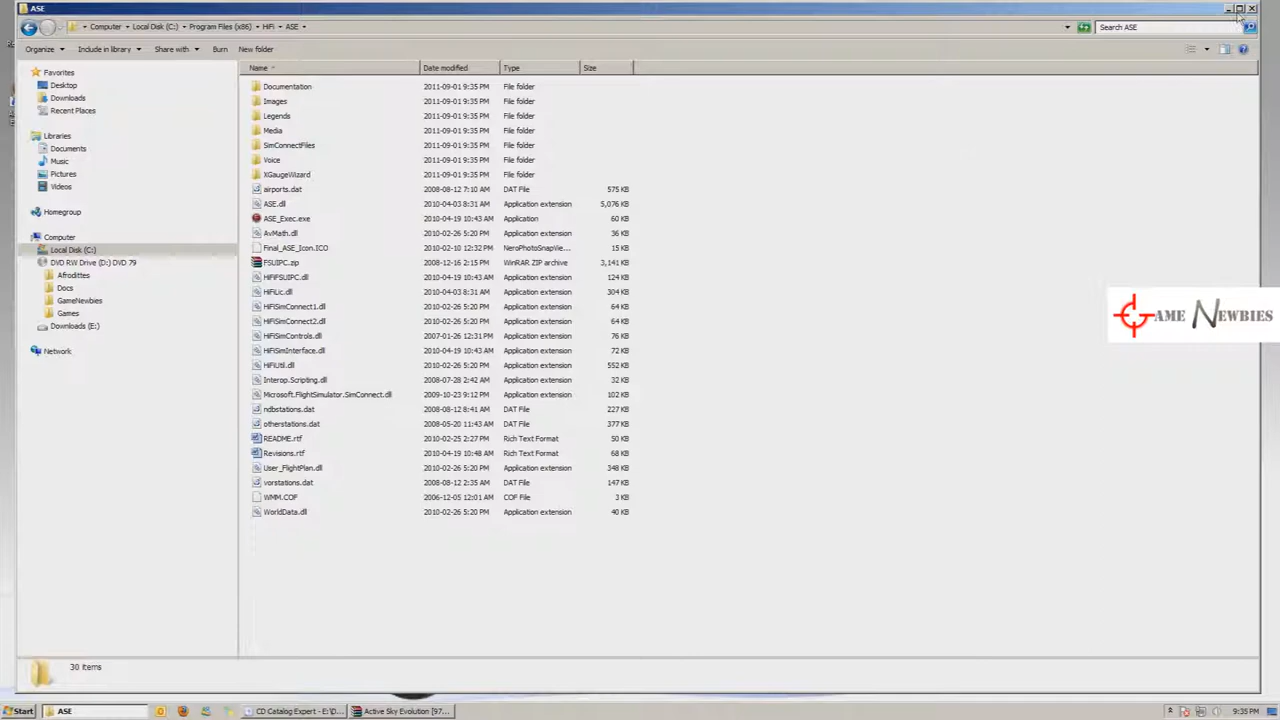 ASE
Computer ▸ Local Disk (C:) ▸ Program Files (x86) ▸ HiFi ▸ ASE ▸
Search ASE
Organize Include in library Share with Burn New folder
Name Date modified Type Size
Favorites
Desktop
Downloads
Recent Places
Libraries
Documents
Music
Pictures
Videos
Homegroup
Computer
Local Disk (C:)
DVD RW Drive (D:) DVD 79
Afrodittes
Docs
GameNewbies
Games
Downloads (E:)
Network
Documentation 2011-09-01 9:35 PM File folder
Images 2011-09-01 9:35 PM File folder
Legends 2011-09-01 9:35 PM File folder
Media 2011-09-01 9:35 PM File folder
SimConnectFiles 2011-09-01 9:35 PM File folder
Voice 2011-09-01 9:35 PM File folder
XGaugeWizard 2011-09-01 9:35 PM File folder
airports.dat 2008-08-12 7:10 AM DAT File 575 KB
ASE.dll 2010-04-03 8:31 AM Application extension 5,076 KB
ASE_Exec.exe 2010-04-19 10:43 AM Application 60 KB
AvMath.dll 2010-02-26 5:20 PM Application extension 36 KB
Final_ASE_Icon.ICO 2010-02-10 12:32 PM NeroPhotoSnapVie... 15 KB
FSUIPC.zip 2008-12-16 2:15 PM WinRAR ZIP archive 3,141 KB
HiFiFSUIPC.dll 2010-04-19 10:43 AM Application extension 124 KB
HiFiLic.dll 2010-04-03 8:31 AM Application extension 304 KB
HiFiSimConnect1.dll 2010-02-26 5:20 PM Application extension 64 KB
HiFiSimConnect2.dll 2010-02-26 5:20 PM Application extension 64 KB
HiFiSimControls.dll 2007-01-26 12:31 PM Application extension 76 KB
HiFiSimInterface.dll 2010-04-19 10:43 AM Application extension 72 KB
HiFiUtil.dll 2010-02-26 5:20 PM Application extension 552 KB
Interop.Scripting.dll 2008-07-28 2:42 AM Application extension 32 KB
Microsoft.FlightSimulator.SimConnect.dll 2009-10-23 9:12 PM Application extension 102 KB
ndbstations.dat 2008-08-12 8:41 AM DAT File 227 KB
otherstations.dat 2008-05-20 11:43 AM DAT File 377 KB
README.rtf 2010-02-25 2:27 PM Rich Text Format 50 KB
Revisions.rtf 2010-04-19 10:48 AM Rich Text Format 68 KB
User_FlightPlan.dll 2010-02-26 5:20 PM Application extension 348 KB
vorstations.dat 2008-08-12 2:35 AM DAT File 147 KB
WMM.COF 2006-12-05 12:01 AM COF File 3 KB
WorldData.dll 2010-02-26 5:20 PM Application extension 40 KB
GAME NEWBIES
30 items
Start ASE CD Catalog Expert - E:\D... Active Sky Evolution [97... 9:35 PM